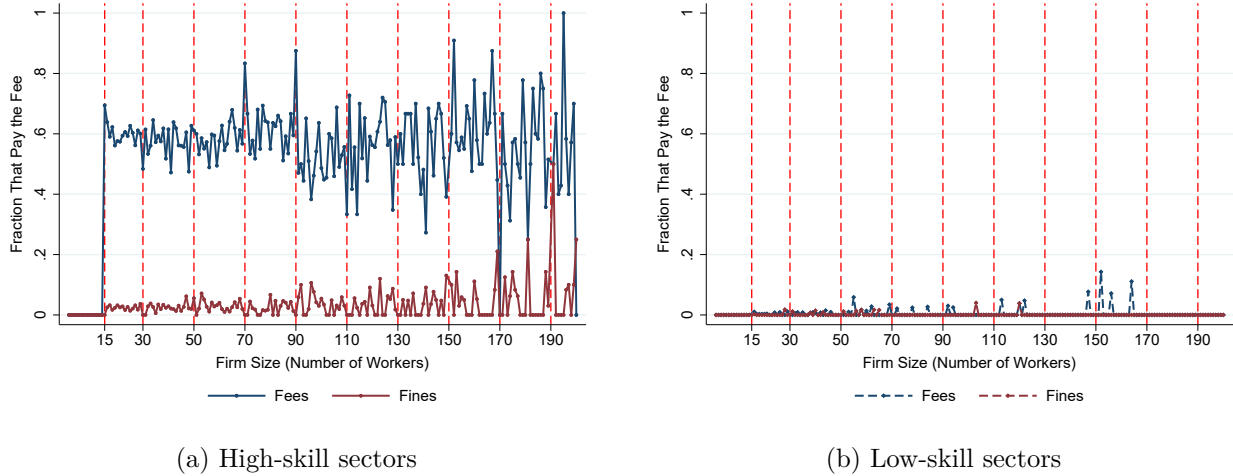 Fraction That Pay the Fee
1
.8
.6
.4
.2
0
15 30 50 70 90 110 130 150 170 190
Firm Size (Number of Workers)
Fees Fines
(a) High-skill sectors
Fraction That Pay the Fee
1
.8
.6
.4
.2
0
15 30 50 70 90 110 130 150 170 190
Firm Size (Number of Workers)
Fees Fines
(b) Low-skill sectors